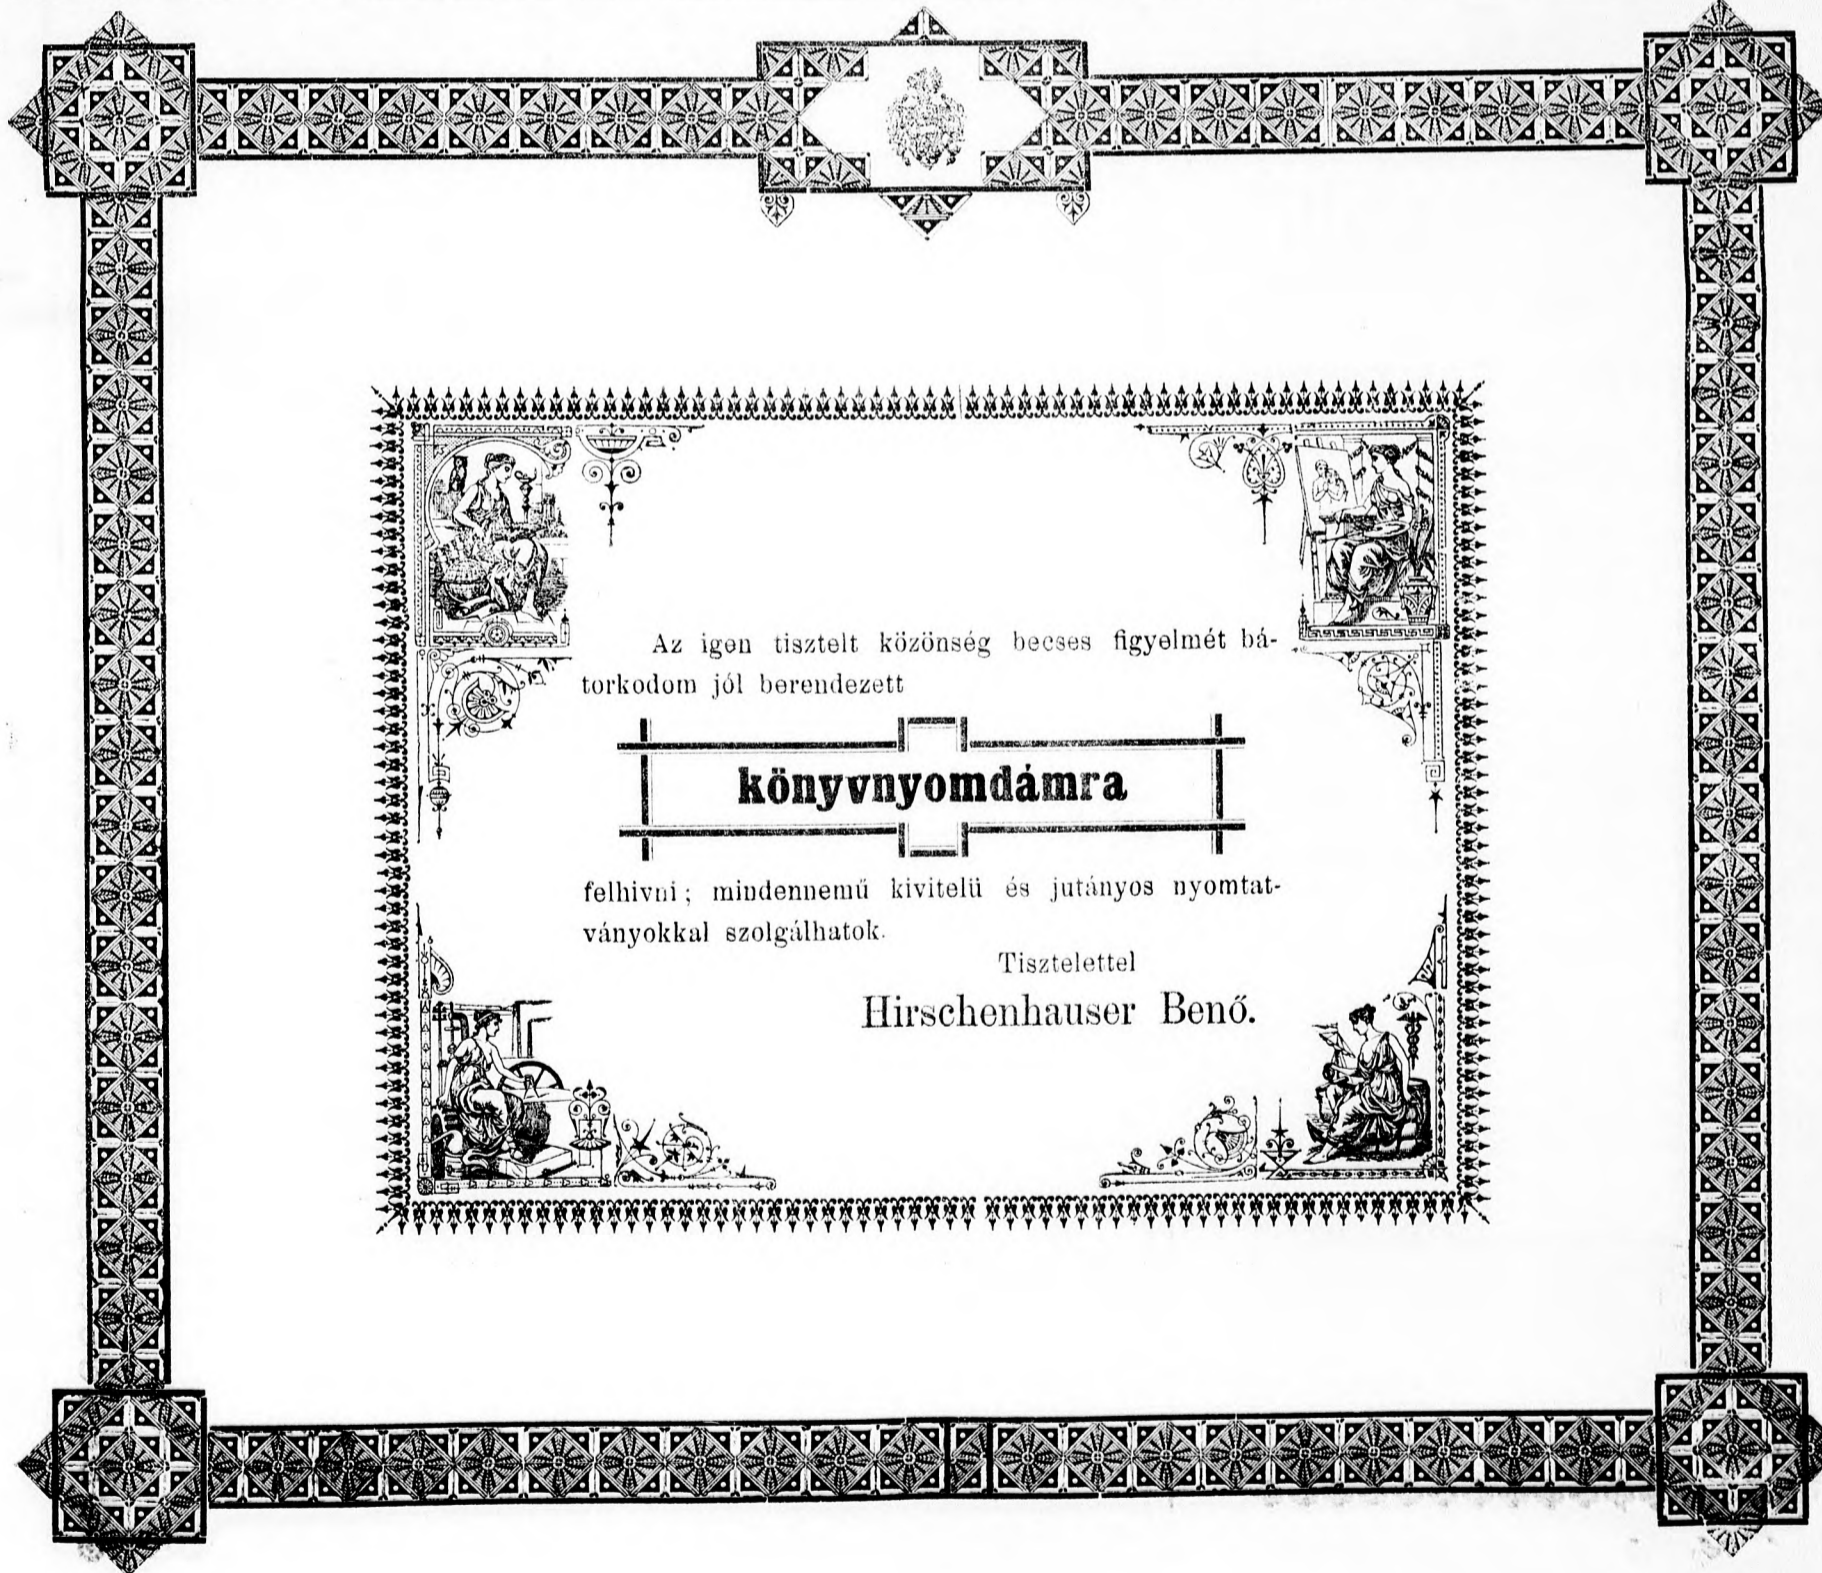 Az igen tisztelt közönség becses figyelmét bá-
torkodom jól berendezett
könyvnyomdámra
felhivni; mindennemű kivitelü és jutányos nyomtat-
ványokkal szolgálhatok.
Tisztelettel
Hirschenhauser Benő.